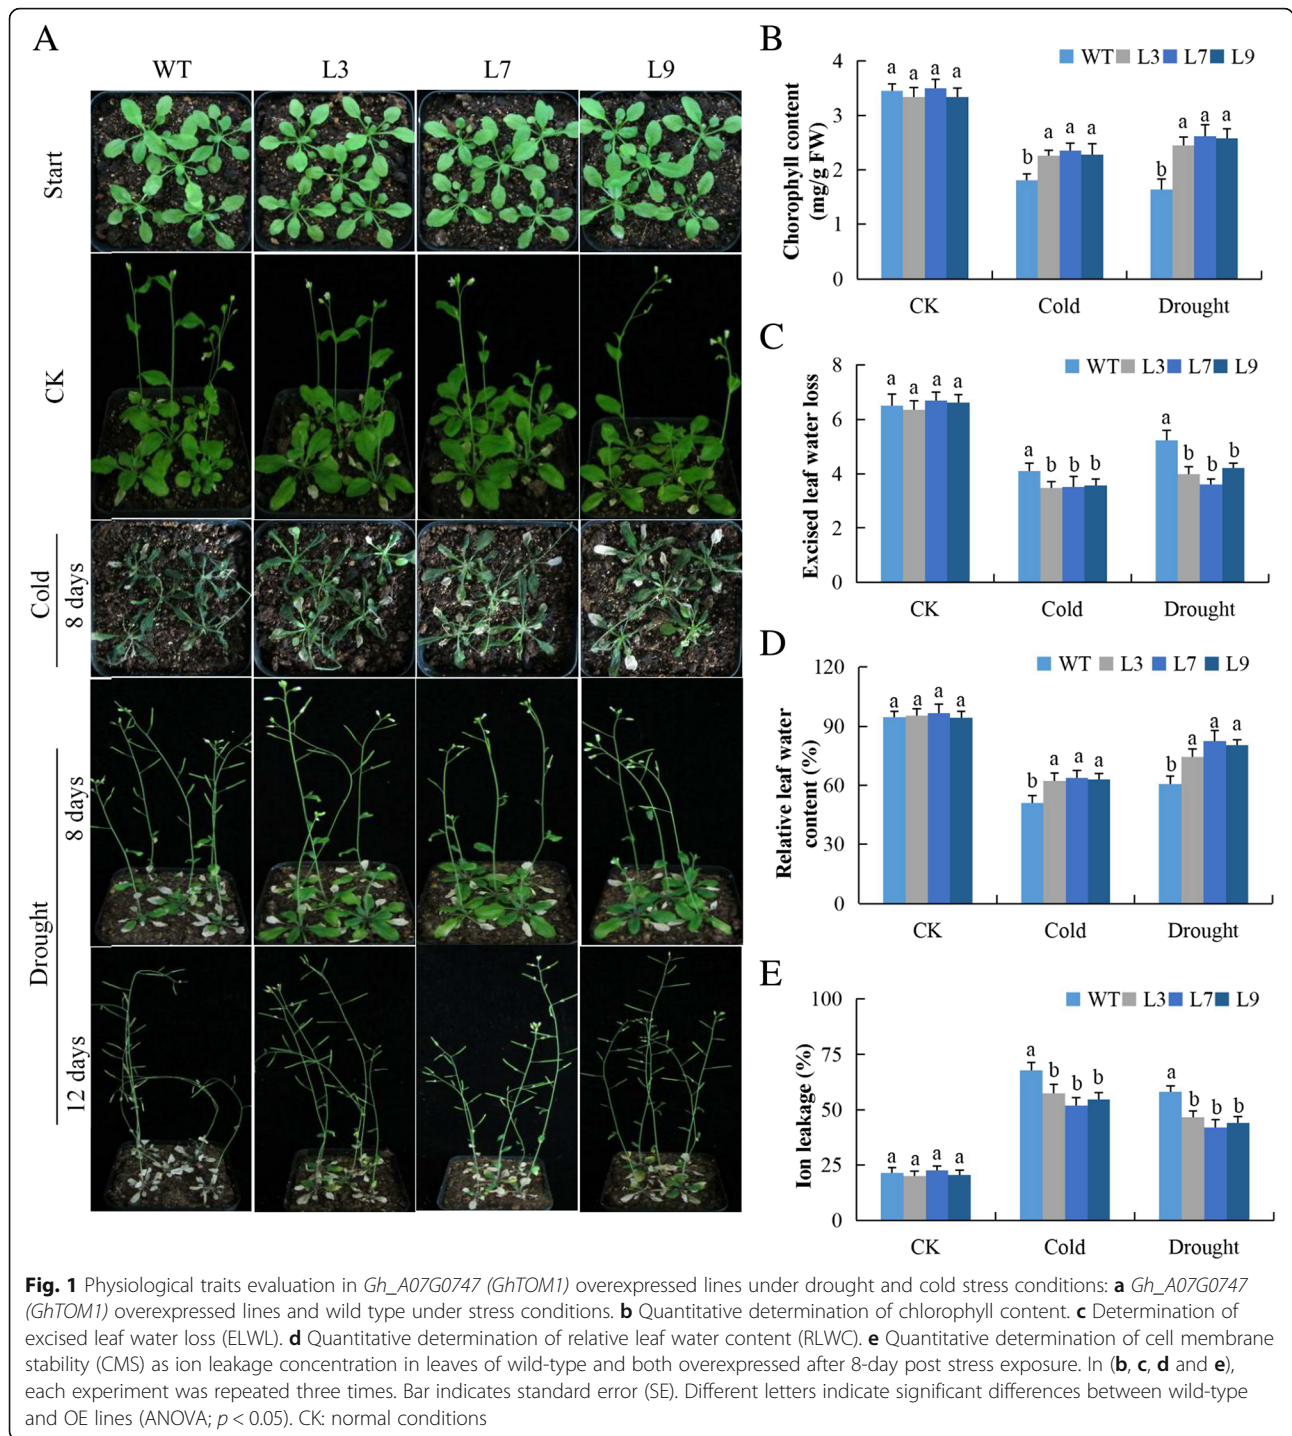 A
WT L3 L7 L9
Start
CK
Cold
8 days
Drought
8 days
12 days
B
WT L3 L7 L9
Chorophyll content
(mg/g FW)
4
3
2
1
0
a a a a
b a a a
b a a a
CK Cold Drought
C
WT L3 L7 L9
Excised leaf water loss
8
6
4
2
0
a a a a
a b b b
a b b b
CK Cold Drought
D
WT L3 L7 L9
Relative leaf water
content (%)
120
90
60
30
0
a a a a
b a a a
b a a a
CK Cold Drought
E
WT L3 L7 L9
Ion leakage (%)
100
75
50
25
0
a a a a
a b b b
a b b b
CK Cold Drought
Fig. 1 Physiological traits evaluation in Gh_A07G0747 (GhTOM1) overexpressed lines under drought and cold stress conditions: a Gh_A07G0747
(GhTOM1) overexpressed lines and wild type under stress conditions. b Quantitative determination of chlorophyll content. c Determination of
excised leaf water loss (ELWL). d Quantitative determination of relative leaf water content (RLWC). e Quantitative determination of cell membrane
stability (CMS) as ion leakage concentration in leaves of wild-type and both overexpressed after 8-day post stress exposure. In (b, c, d and e),
each experiment was repeated three times. Bar indicates standard error (SE). Different letters indicate significant differences between wild-type
and OE lines (ANOVA; p < 0.05). CK: normal conditions